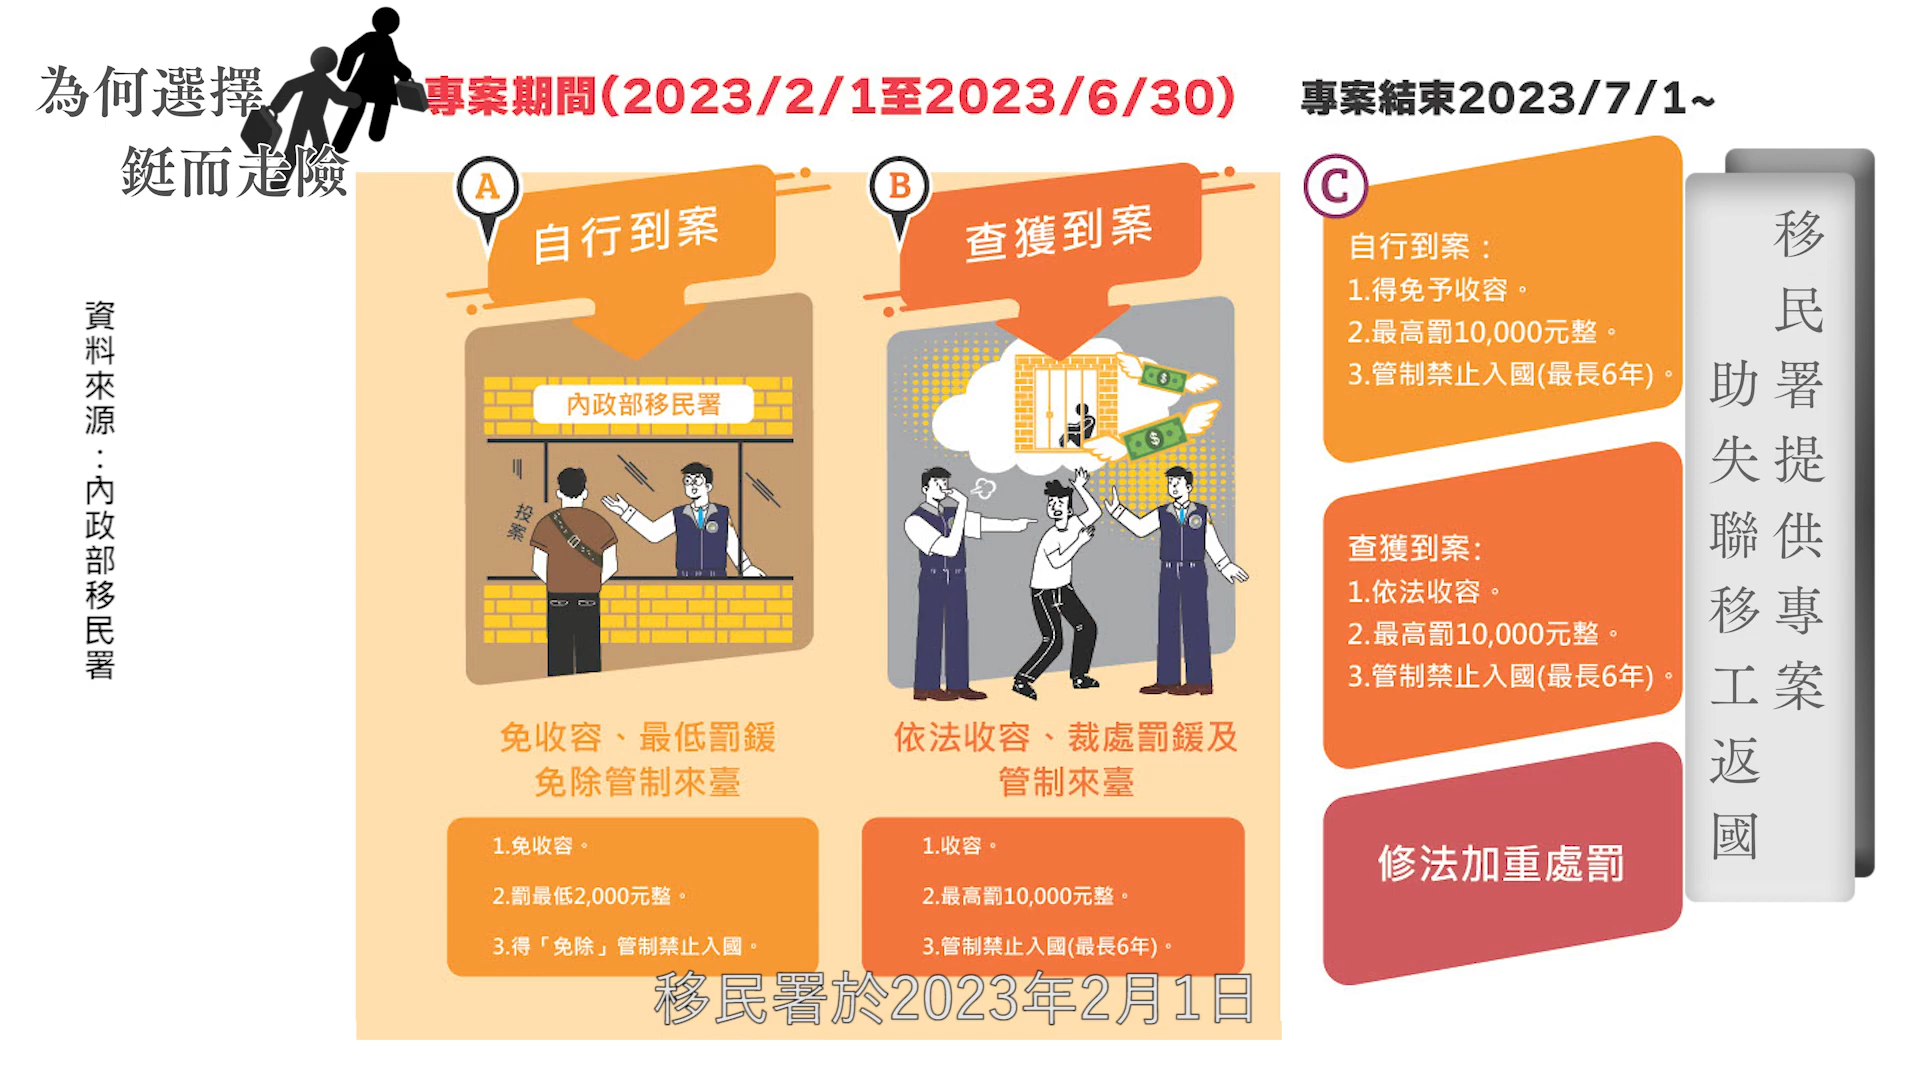 為何選擇
鋌而走險
專案期間(2023/2/1至2023/6/30)
專案結束2023/7/1~
資料來源：內政部移民署
A
自行到案
內政部移民署
投案
免收容、最低罰鍰
免除管制來臺
1.免收容。
2.罰最低2,000元整。
3.得「免除」管制禁止入國。
B
查獲到案
依法收容、裁處罰鍰及
管制來臺
1.收容。
2.最高罰10,000元整。
3.管制禁止入國(最長6年)。
C
自行到案：
1.得免予收容。
2.最高罰10,000元整。
3.管制禁止入國(最長6年)。
查獲到案:
1.依法收容。
2.最高罰10,000元整。
3.管制禁止入國(最長6年)。
修法加重處罰
移民署提供專案
助失聯移工返國
移民署於2023年2月1日